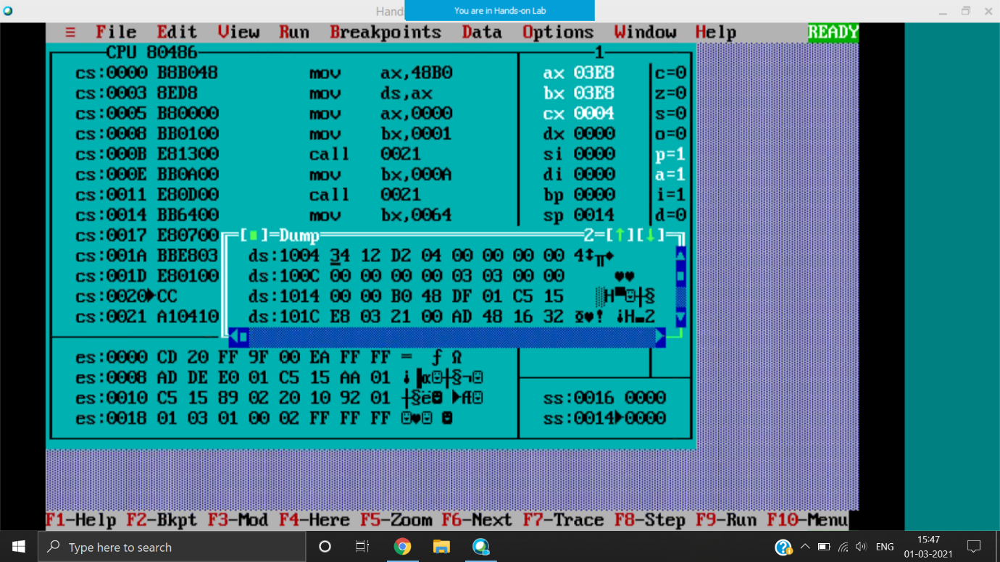 Hand
You are in Hands-on Lab
≡ File Edit View Run Breakpoints Data Options Window Help READY
CPU 80486 1
cs:0000 B8B048 mov ax,48B0 ax 03E8 c=0
cs:0003 8ED8 mov ds,ax bx 03E8 z=0
cs:0005 B80000 mov ax,0000 cx 0004 s=0
cs:0008 BB0100 mov bx,0001 dx 0000 o=0
cs:000B E81300 call 0021 si 0000 p=1
cs:000E BB0A00 mov bx,000A di 0000 a=1
cs:0011 E80D00 call 0021 bp 0000 i=1
cs:0014 BB6400 mov bx,0064 sp 0014 d=0
cs:0017 E80700 [■]=Dump 2=[↑][↓]
cs:001A BBE803 ds:1004 34 12 D2 04 00 00 00 00 4↕╥♦
cs:001D E80100 ds:100C 00 00 00 00 03 03 00 00 ♥♥
cs:0020►CC ds:1014 00 00 B0 48 DF 01 C5 15 ░H▀☺┼§
cs:0021 A10410 ds:101C E8 03 21 00 AD 48 16 32 Φ♥! ¡H▬2
es:0000 CD 20 FF 9F 00 EA FF FF = ƒ Ω
es:0008 AD DE E0 01 C5 15 AA 01 ¡▐α☺┼§¬☺
es:0010 C5 15 89 02 20 10 92 01 ┼§ë☻ ►Æ☺ ss:0016 0000
es:0018 01 03 01 00 02 FF FF FF ☺♥☺ ☻ ss:0014►0000
F1-Help F2-Bkpt F3-Mod F4-Here F5-Zoom F6-Next F7-Trace F8-Step F9-Run F10-Menu
Type here to search
ENG
15:47
01-03-2021